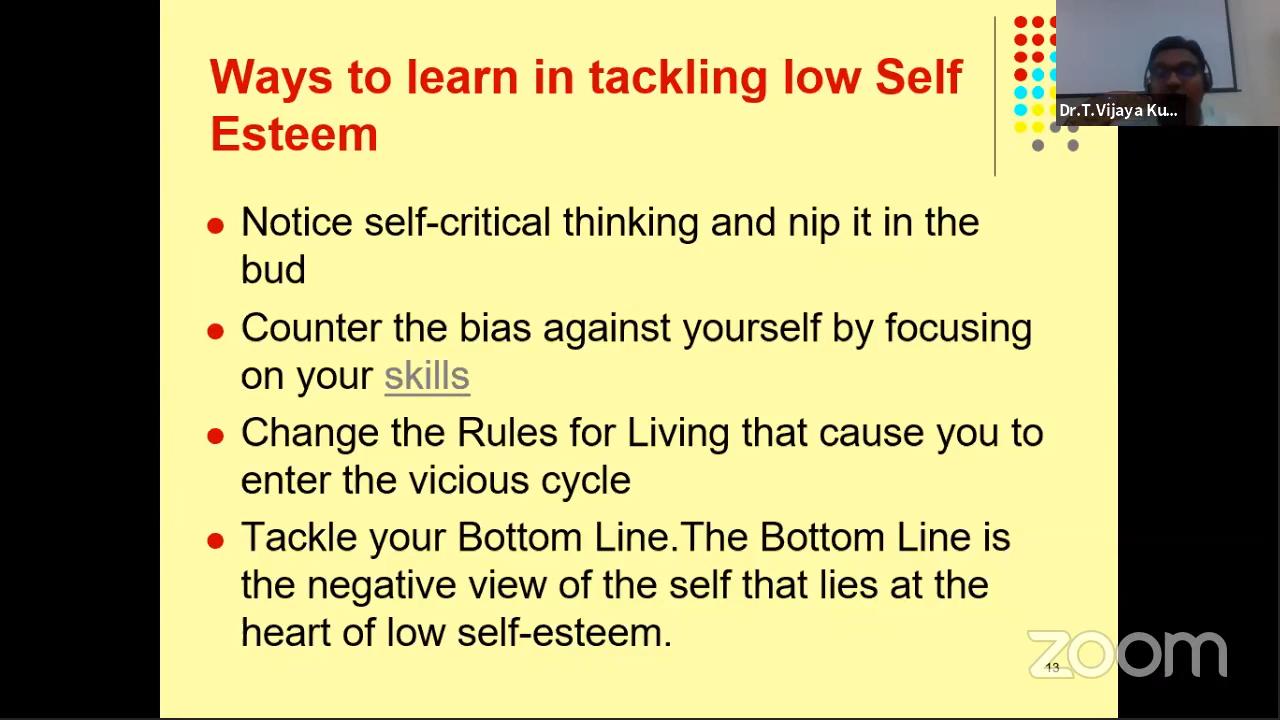 Ways to learn in tackling low Self
Esteem
Dr.T.Vijaya Ku...
Notice self-critical thinking and nip it in the
bud
Counter the bias against yourself by focusing
on your skills
Change the Rules for Living that cause you to
enter the vicious cycle
Tackle your Bottom Line.The Bottom Line is
the negative view of the self that lies at the
heart of low self-esteem.
13
zoom